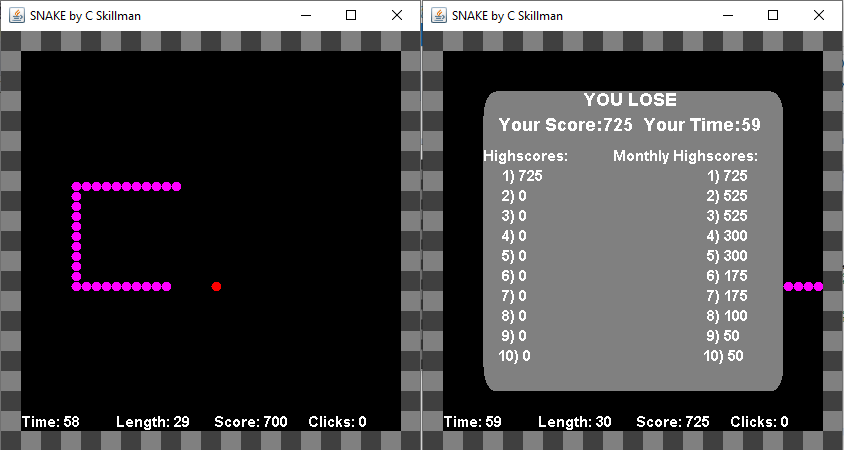 SNAKE by C Skillman
Time: 58 Length: 29 Score: 700 Clicks: 0
SNAKE by C Skillman
YOU LOSE
Your Score:725 Your Time:59
Highscores: Monthly Highscores:
1) 725 1) 725
2) 0 2) 525
3) 0 3) 525
4) 0 4) 300
5) 0 5) 300
6) 0 6) 175
7) 0 7) 175
8) 0 8) 100
9) 0 9) 50
10) 0 10) 50
Time: 59 Length: 30 Score: 725 Clicks: 0